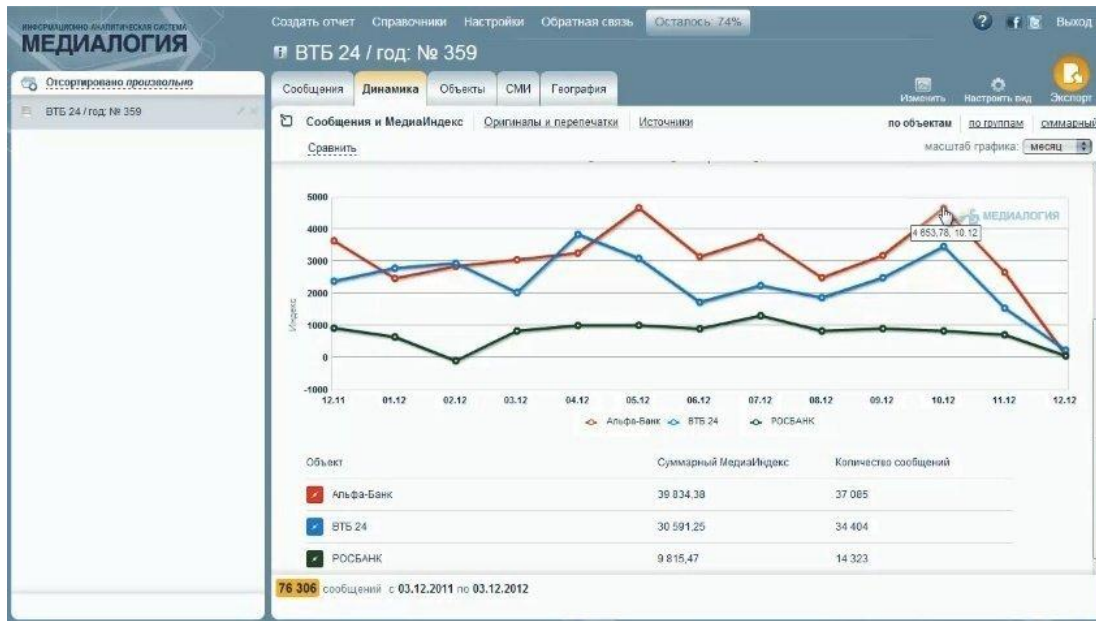 ИНФОРМАЦИОННО АНАЛИТИЧЕСКАЯ СИСТЕМА
МЕДИАЛОГИЯ
Создать отчет Справочники Настройки Обратная связь Осталось: 74% ? f Выход
ВТБ 24 / год: № 359
Отсортировано произвольно
ВТБ 24 / год: № 359
Сообщения Динамика Объекты СМИ География
Изменить Настроить вид Экспорт
Сообщения и МедиаИндекс Оригиналы и перепечатки Источники по объектам по группам суммарный
Сравнить масштаб графика: месяц
5000
4000
3000
2000
1000
0
-1000
Индекс
МЕДИАЛОГИЯ
4 653,78, 10.12
12.11 01.12 02.12 03.12 04.12 05.12 06.12 07.12 08.12 09.12 10.12 11.12 12.12
Альфа-Банк ВТБ 24 РОСБАНК
Объект Суммарный МедиаИндекс Количество сообщений
Альфа-Банк 39 834,38 37 085
ВТБ 24 30 591,25 34 404
РОСБАНК 9 815,47 14 323
76 306 сообщений с 03.12.2011 по 03.12.2012